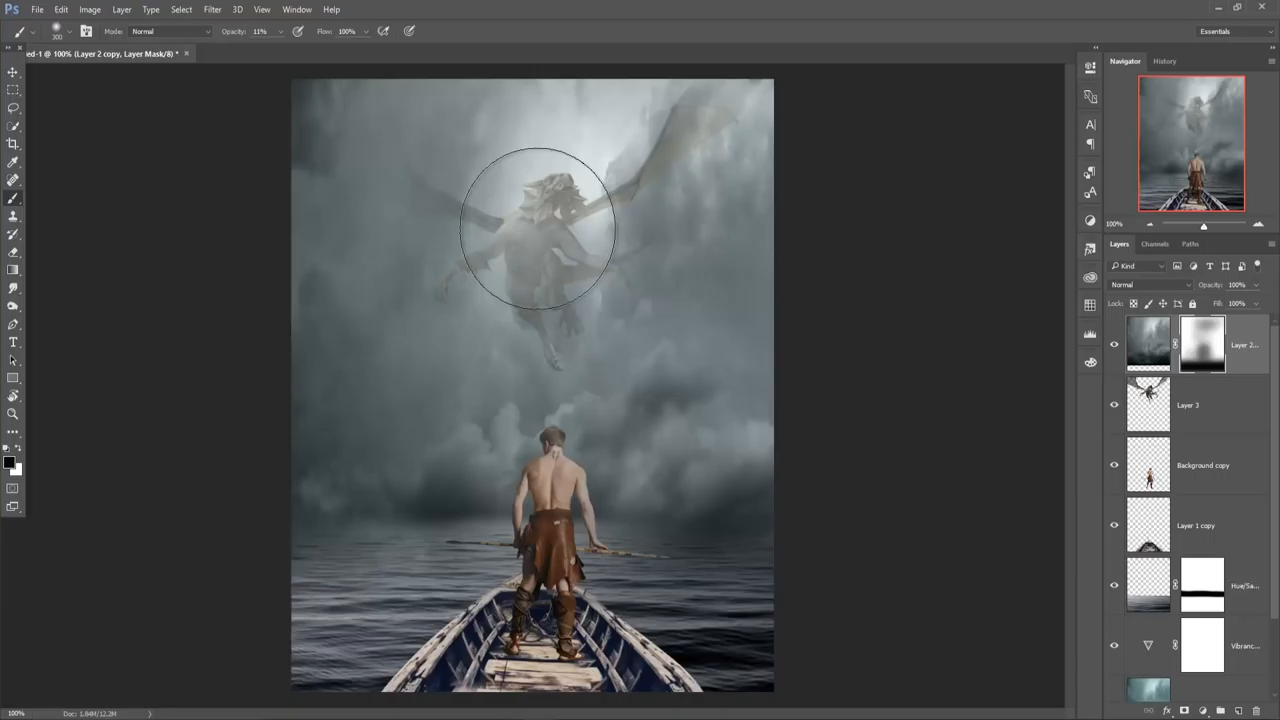 Ps File Edit Image Layer Type Select Filter 3D View Window Help
300 Mode: Normal Opacity: 11% Flow: 100% Essentials
ed-1 @ 100% (Layer 2 copy, Layer Mask/8) * ×
Navigator History
100%
Layers Channels Paths
Kind
Normal Opacity: 100%
Lock: Fill: 100%
Layer 2...
Layer 3
Background copy
Layer 1 copy
Hue/Sa...
Vibranc...
100% Doc: 1.84M/12.2M